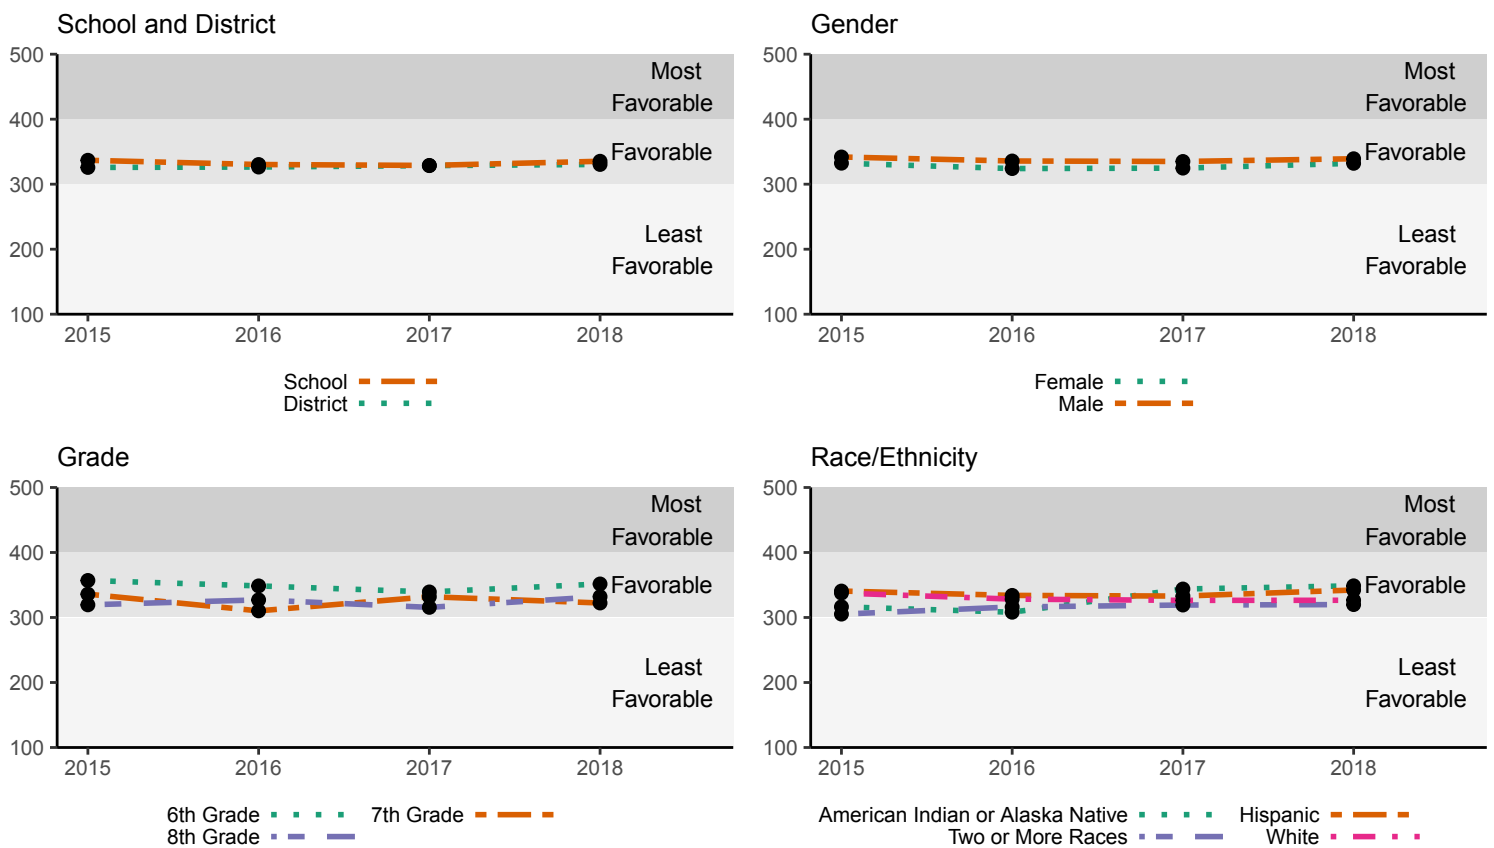 School and District
500
400
300
200
100
Most
Favorable
Favorable
Least
Favorable
2015 2016 2017 2018
School
District
Gender
500
400
300
200
100
Most
Favorable
Favorable
Least
Favorable
2015 2016 2017 2018
Female
Male
Grade
500
400
300
200
100
Most
Favorable
Favorable
Least
Favorable
2015 2016 2017 2018
6th Grade 7th Grade
8th Grade
Race/Ethnicity
500
400
300
200
100
Most
Favorable
Favorable
Least
Favorable
2015 2016 2017 2018
American Indian or Alaska Native Hispanic
Two or More Races White